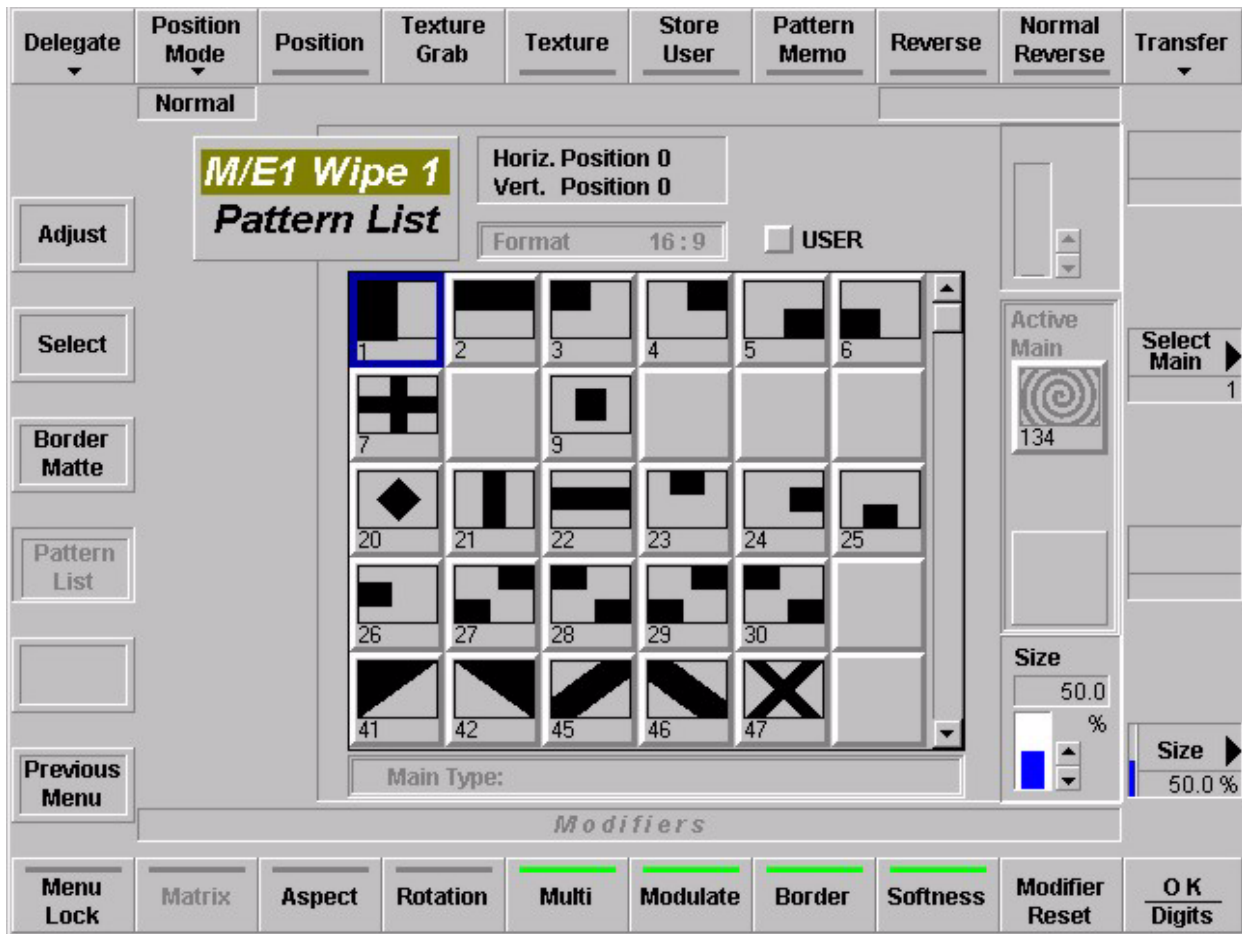 Delegate
Position
Mode
Position
Texture
Grab
Texture
Store
User
Pattern
Memo
Reverse
Normal
Reverse
Transfer
Normal
M/E1 Wipe 1
Pattern List
Horiz. Position 0
Vert. Position 0
Format 16 : 9
USER
Adjust
Select
Border
Matte
Pattern
List
Previous
Menu
1 2 3 4 5 6
7 9
20 21 22 23 24 25
26 27 28 29 30
41 42 45 46 47
Main Type:
Active
Main
134
Size
50.0
%
Select
Main
1
Size
50.0 %
Modifiers
Menu
Lock
Matrix
Aspect
Rotation
Multi
Modulate
Border
Softness
Modifier
Reset
O K
Digits